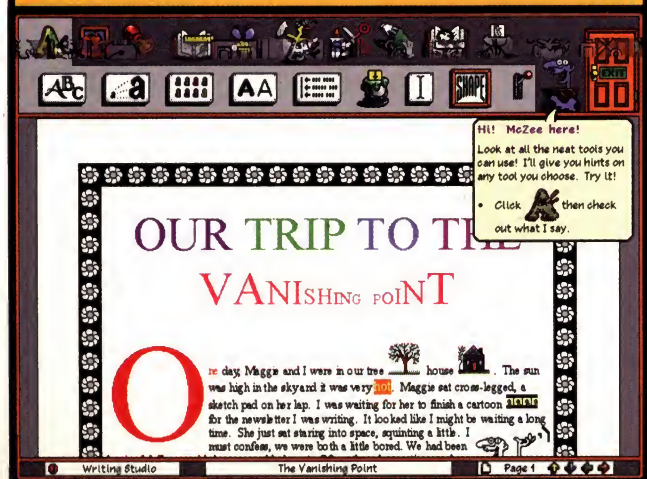 EXIT
ABC
a
AA
I
SHAPE
Hi! McZee here!
Look at all the neat tools you
can use! I'll give you hints on
any tool you choose. Try it!
• Click then check
out what I say.
OUR TRIP TO THE
VANISHING POINT
One day, Maggie and I were in our tree house . The sun
was high in the sky and it was very hot. Maggie sat cross-legged, a
sketch pad on her lap. I was waiting for her to finish a cartoon
for the newsletter I was writing. It looked like I might be waiting a long
time. She just sat staring into space, squinting a little. I
must confess, we were both a little bored. We had been
Writing Studio
The Vanishing Point
Page 1